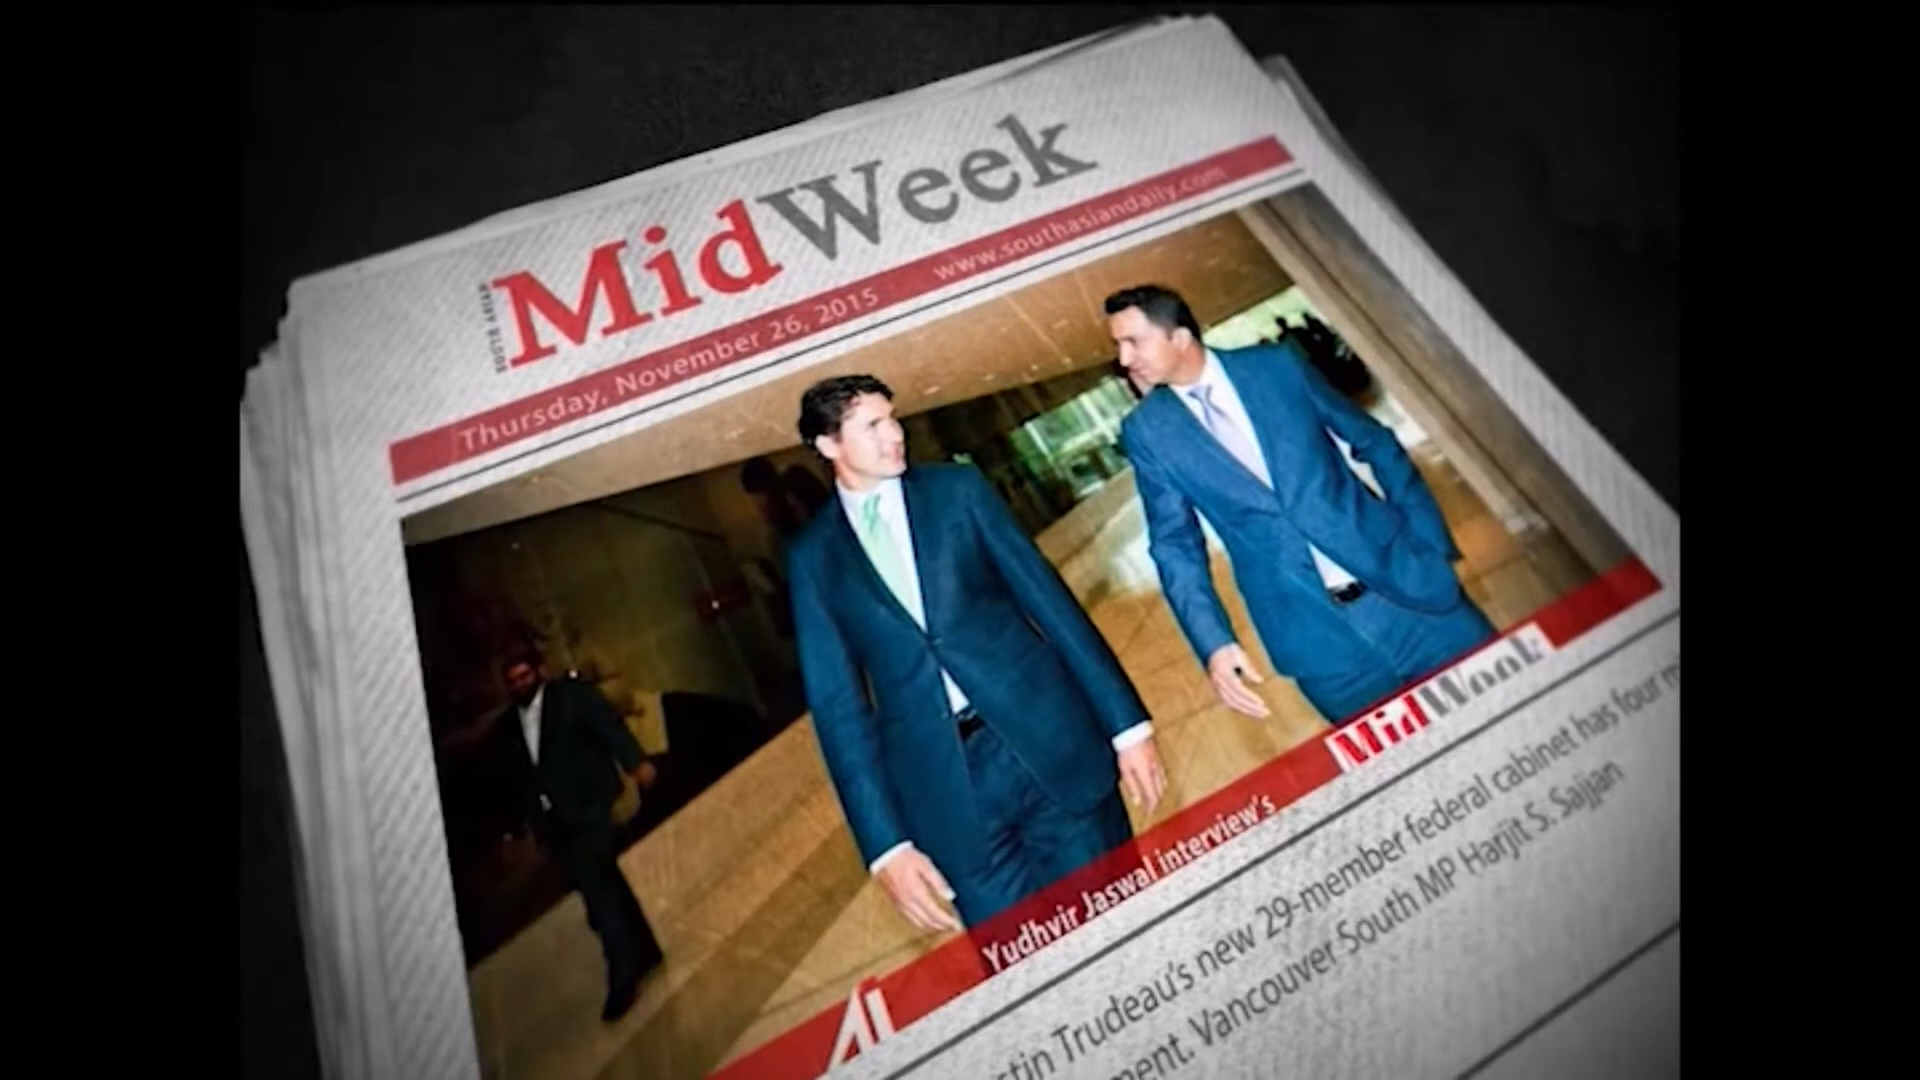 MidWeek
SOUTH ASIAN
Thursday, November 26, 2015 www.southasiandaily.com
Yudhvir Jaswal interview's MidWeek
stin Trudeau's new 29-member federal cabinet has four m
ment. Vancouver South MP Harjit S. Sajjan